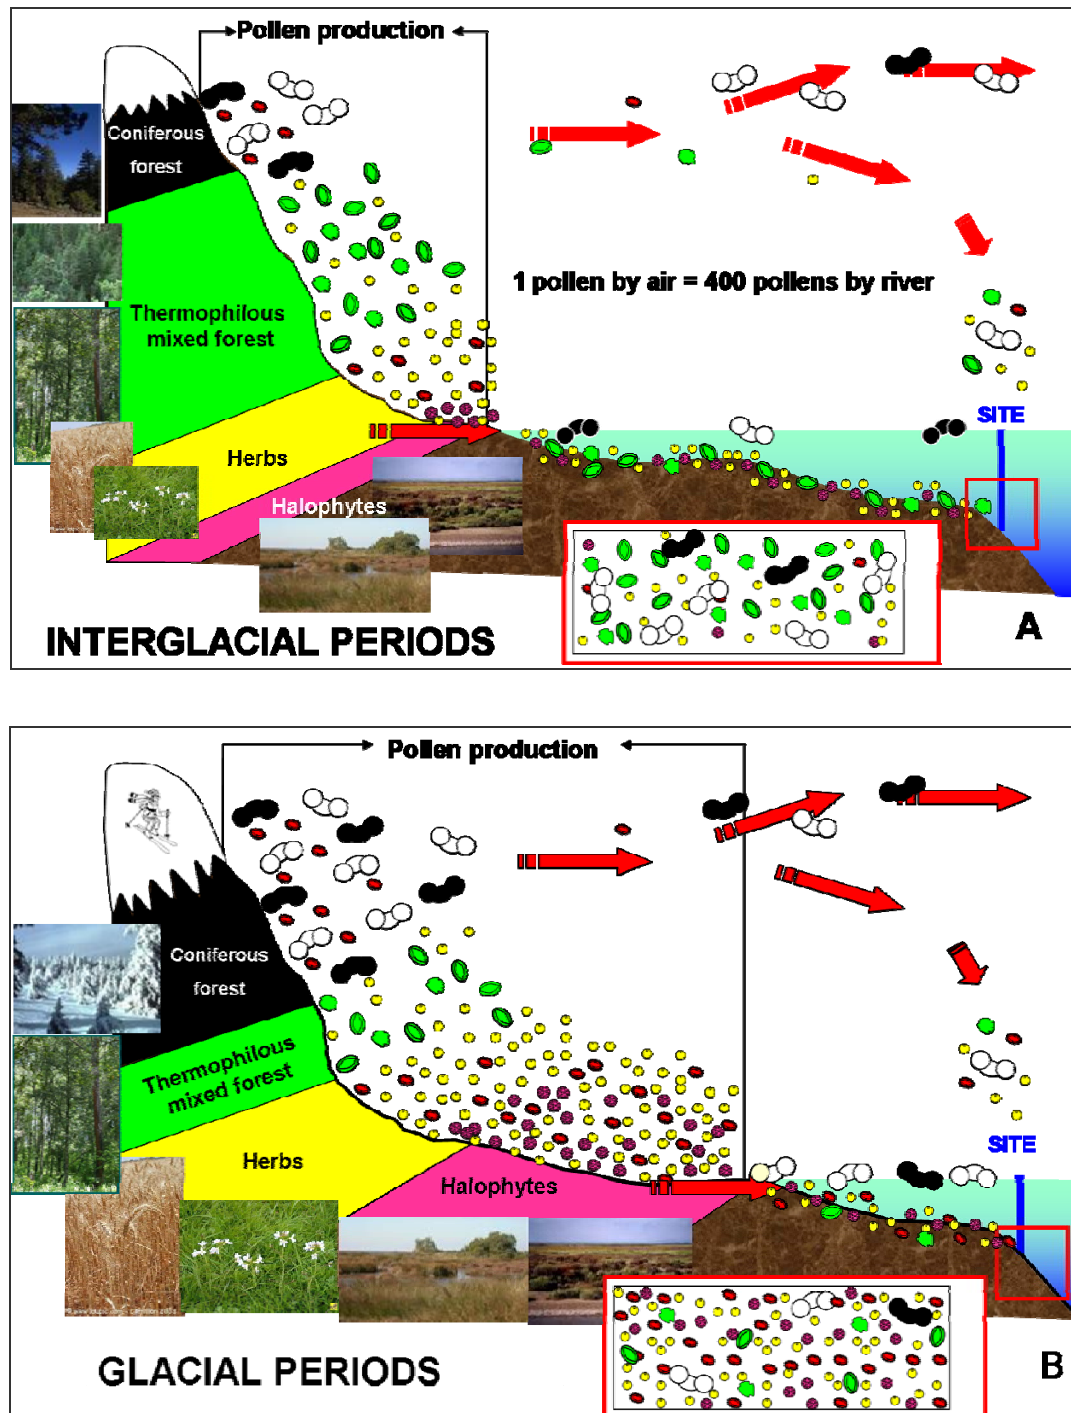 Pollen production
Coniferous
forest
1 pollen by air = 400 pollens by river
Thermophilous
mixed forest
SITE
Herbs
Halophytes
INTERGLACIAL PERIODS
A
Pollen production
Coniferous
forest
Thermophilous
mixed forest
SITE
Herbs
Halophytes
GLACIAL PERIODS
B